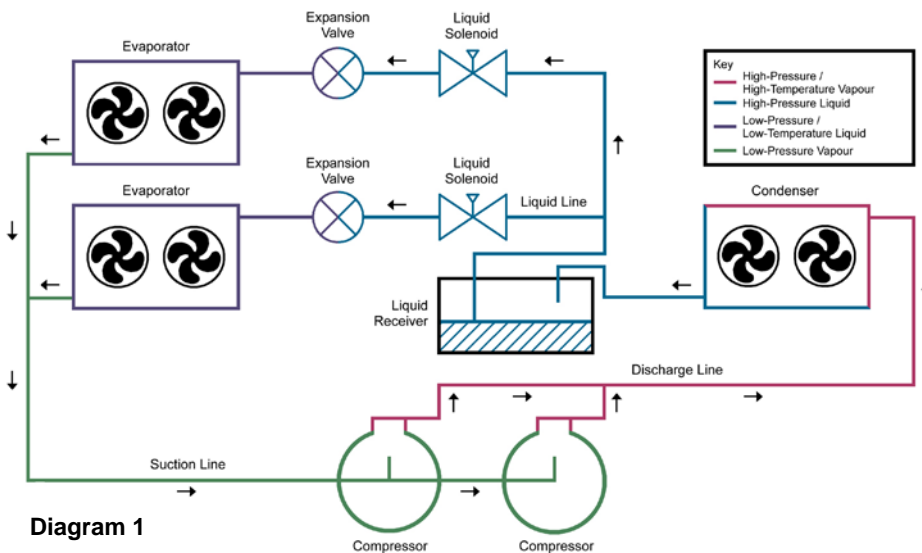 Expansion
Valve
Liquid
Solenoid
Evaporator
Key
High-Pressure /
High-Temperature Vapour
High-Pressure Liquid
Low-Pressure /
Low-Temperature Liquid
Low-Pressure Vapour
Expansion
Valve
Liquid
Solenoid
Evaporator
Liquid Line
Condenser
Liquid
Receiver
Discharge Line
Suction Line
Diagram 1
Compressor
Compressor